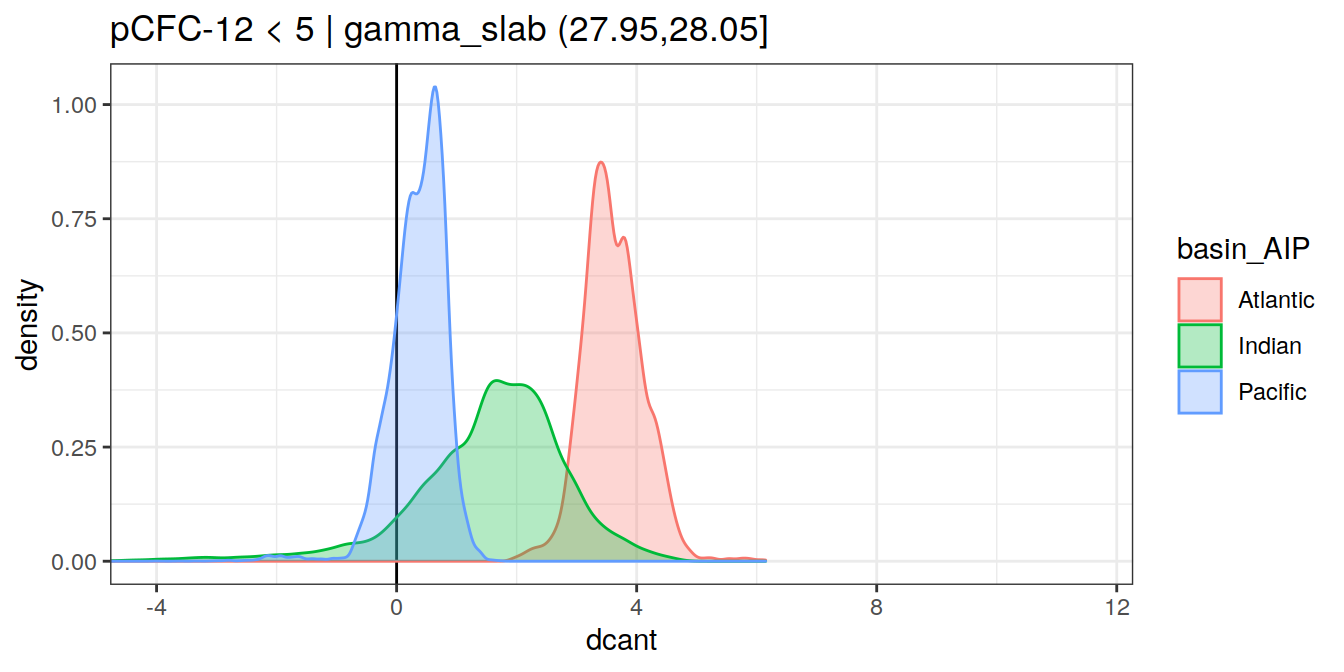 pCFC-12 < 5 | gamma_slab (27.95,28.05]
density
1.00
0.75
0.50
0.25
0.00
-4
0
4
8
12
dcant
basin_AIP
Atlantic
Indian
Pacific